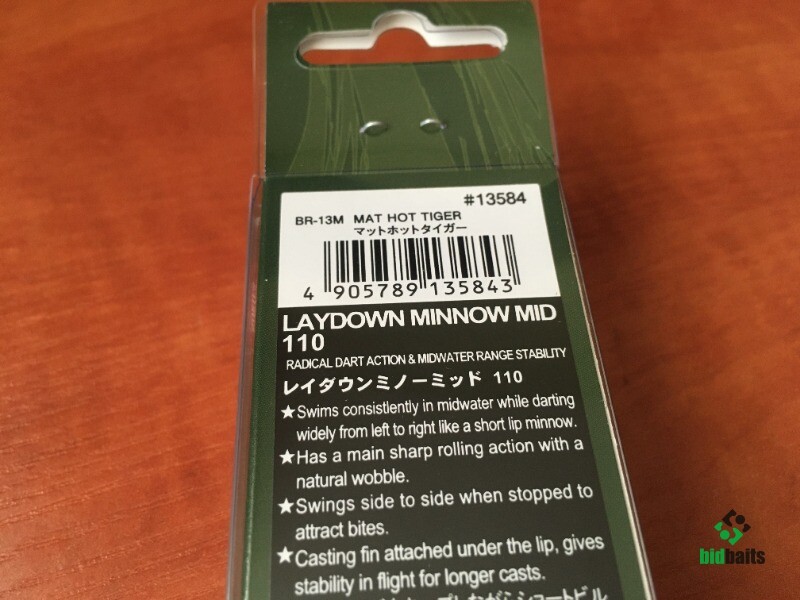 #13584
BR-13M MAT HOT TIGER
マットホットタイガー
4 905789 135843
LAYDOWN MINNOW MID
110
RADICAL DART ACTION & MIDWATER RANGE STABILITY
レイダウンミノーミッド 110
★Swims consistiently in midwater while darting
widely from left to right like a short lip minnow.
★Has a main sharp rolling action with a
natural wobble.
★Swings side to side when stopped to
attract bites.
★Casting fin attached under the lip, gives
stability in flight for longer casts.
bidbaits